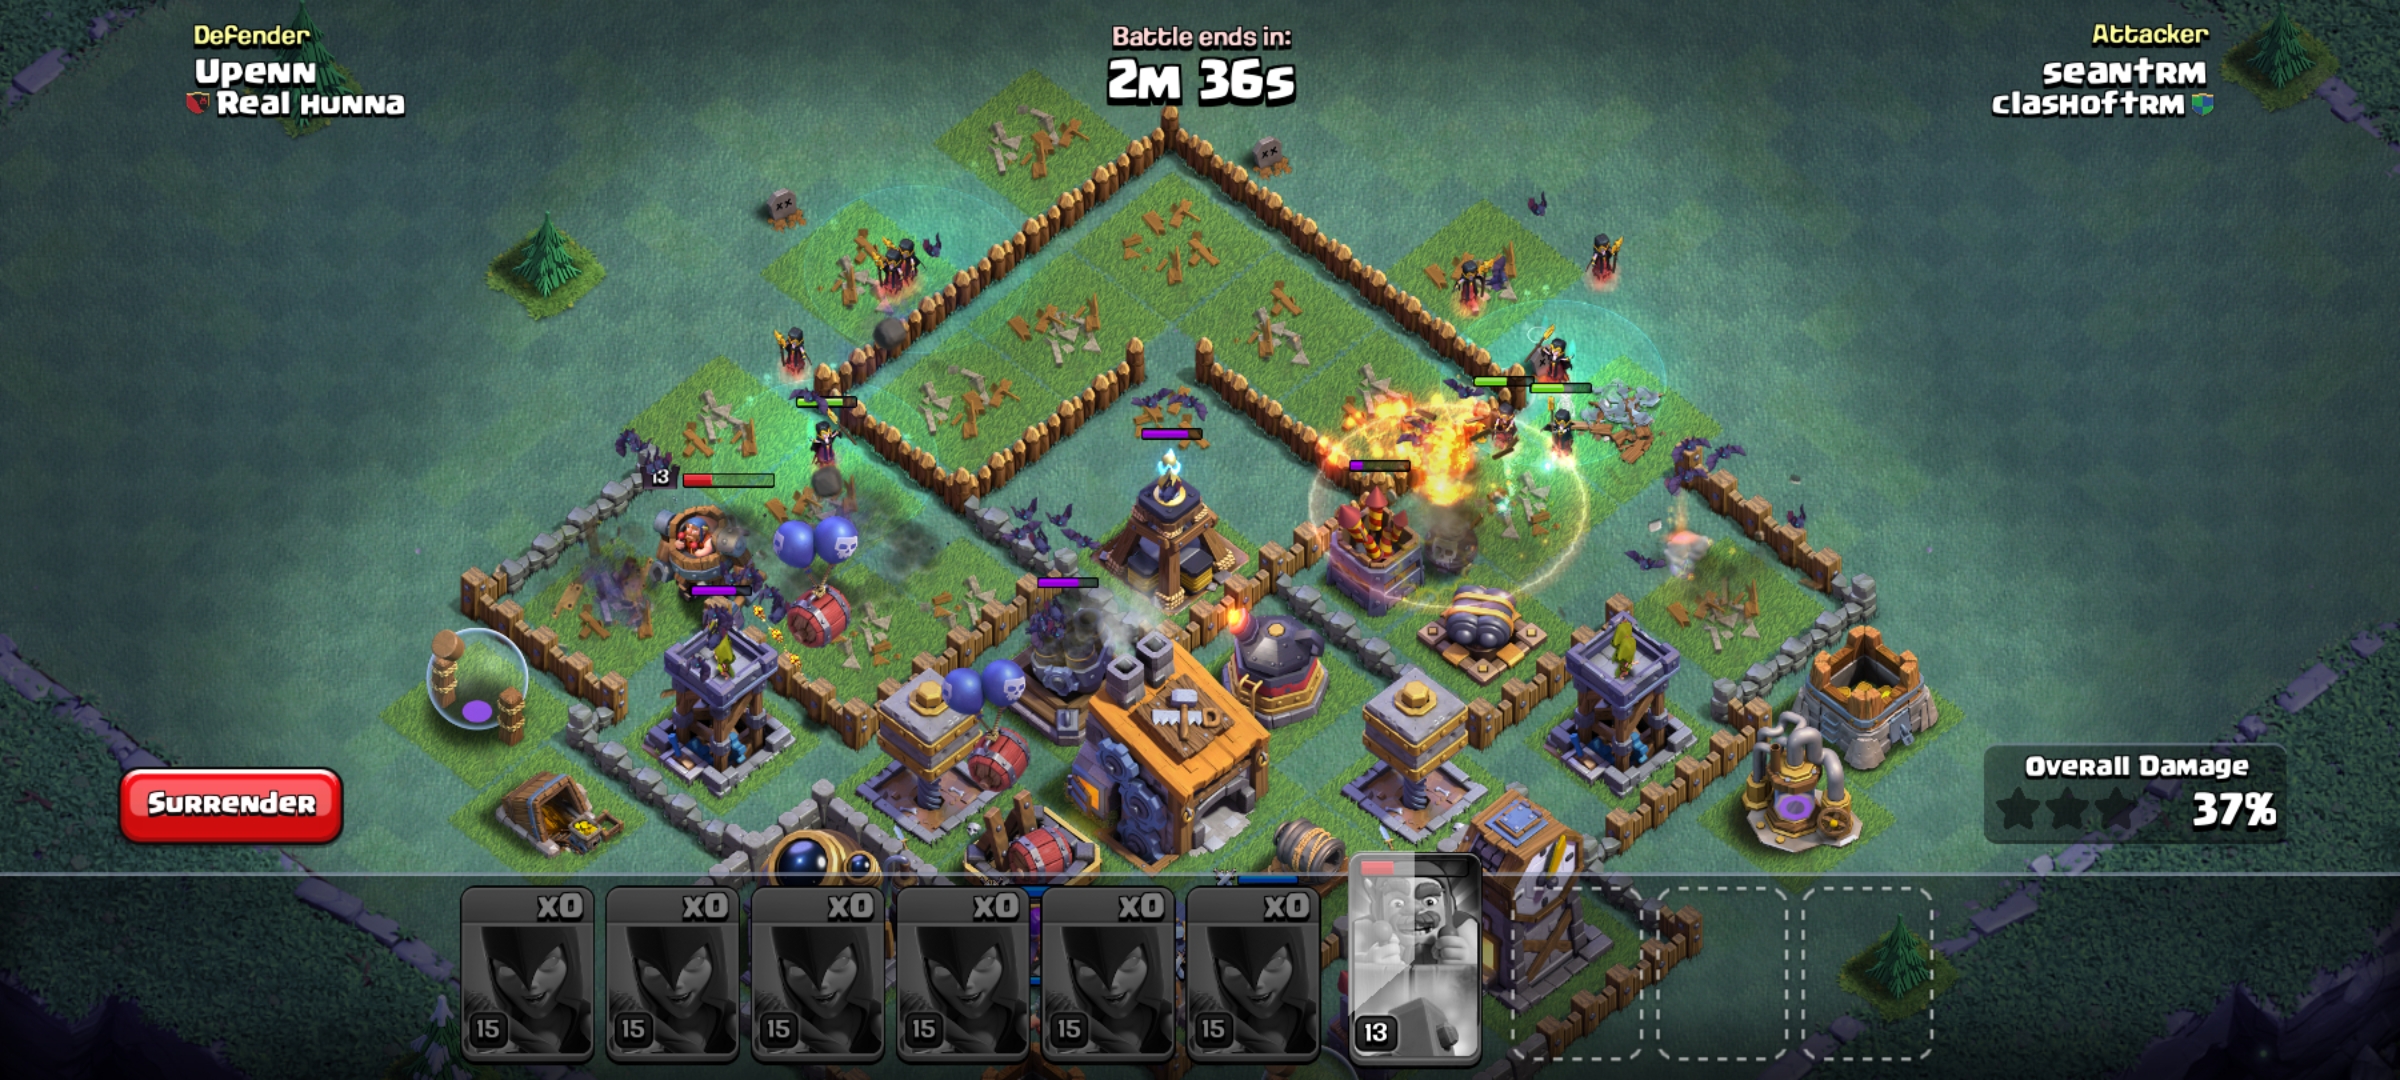 Defender
Upenn
Real HUNNA
Battle ends in:
2M 36s
Attacker
seantRM
clashoftRM
13
Surrender
Overall Damage
37%
x0
x0
x0
x0
x0
x0
15
15
15
15
15
15
13